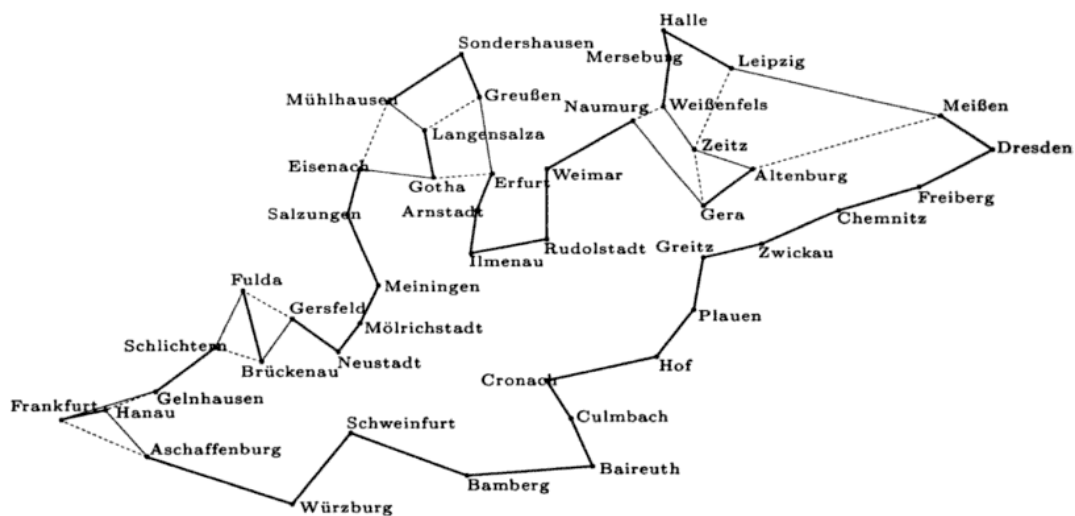 Halle
Sondershausen
Merseburg
Leipzig
Mühlhausen
Greußen
Naumurg
Weißenfels
Meißen
Langensalza
Zeitz
Dresden
Eisenach
Gotha
Erfurt
Weimar
Altenburg
Freiberg
Salzungen
Arnstadt
Gera
Chemnitz
Ilmenau
Rudolstadt
Greitz
Zwickau
Fulda
Meiningen
Gersfeld
Plauen
Mölrichstadt
Schlichtern
Brückenau
Neustadt
Hof
Cronach
Gelnhausen
Frankfurt
Hanau
Culmbach
Schweinfurt
Aschaffenburg
Baireuth
Bamberg
Würzburg